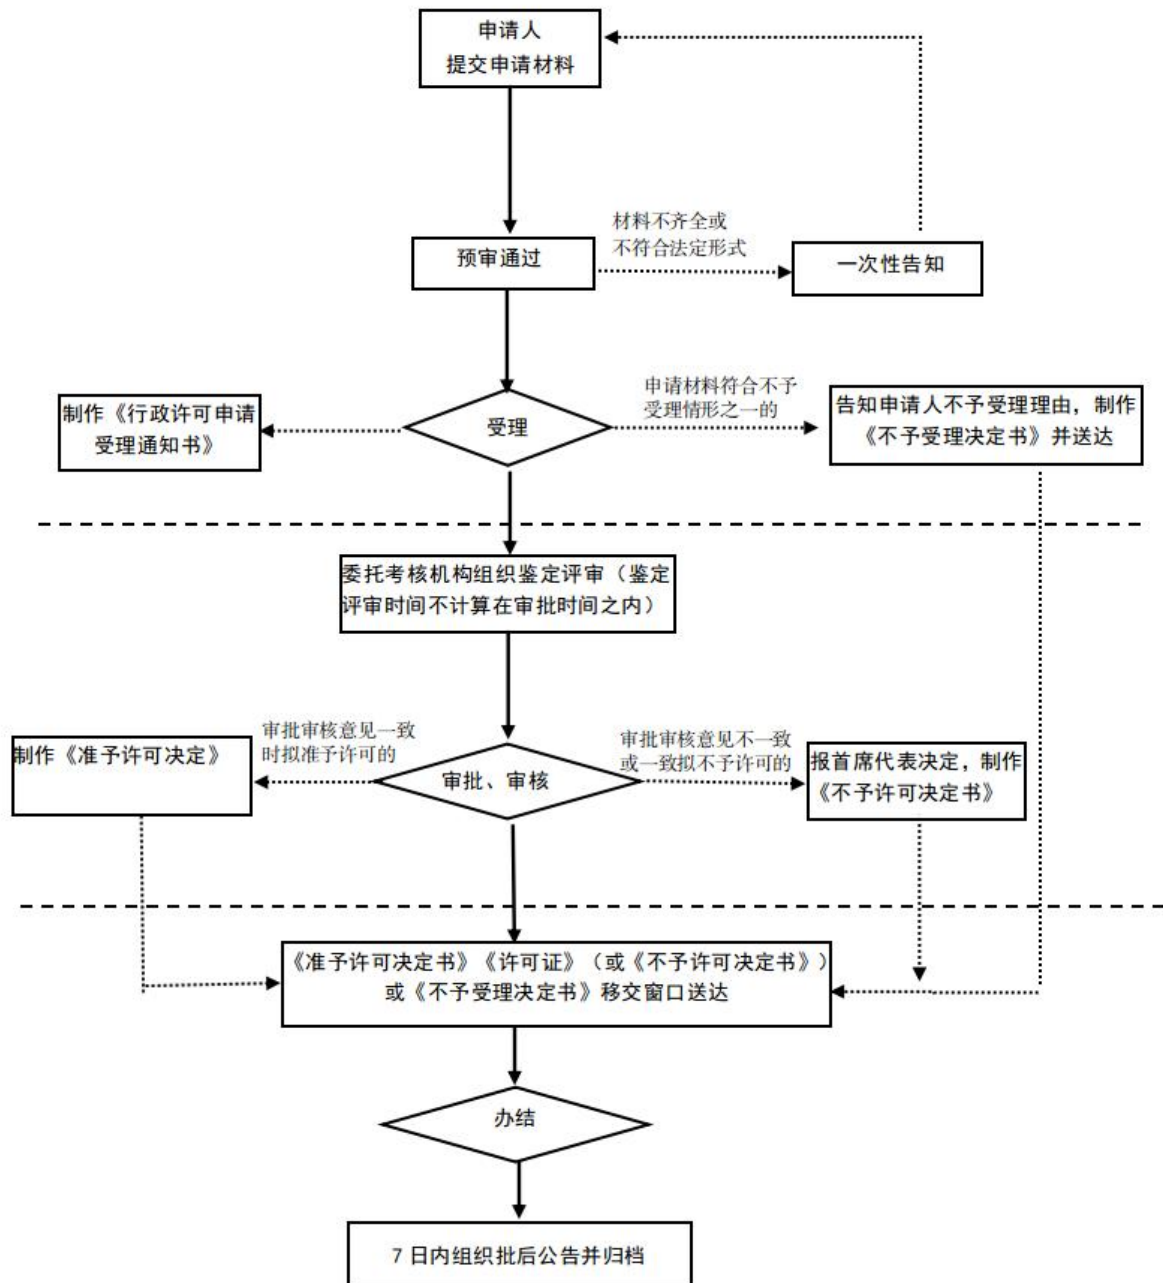 申请人
提交申请材料
材料不齐全或
不符合法定形式
预审通过
一次性告知
申请材料符合不予
受理情形之一的
制作《行政许可申请
受理通知书》
受理
告知申请人不予受理理由，制作
《不予受理决定书》并送达
委托考核机构组织鉴定评审（鉴定
评审时间不计算在审批时间之内）
审批审核意见一致
时拟准予许可的
审批审核意见不一致
或一致拟不予许可的
制作《准予许可决定》
审批、审核
报首席代表决定，制作
《不予许可决定书》
《准予许可决定书》《许可证》（或《不予许可决定书》）
或《不予受理决定书》移交窗口送达
办结
7 日内组织批后公告并归档